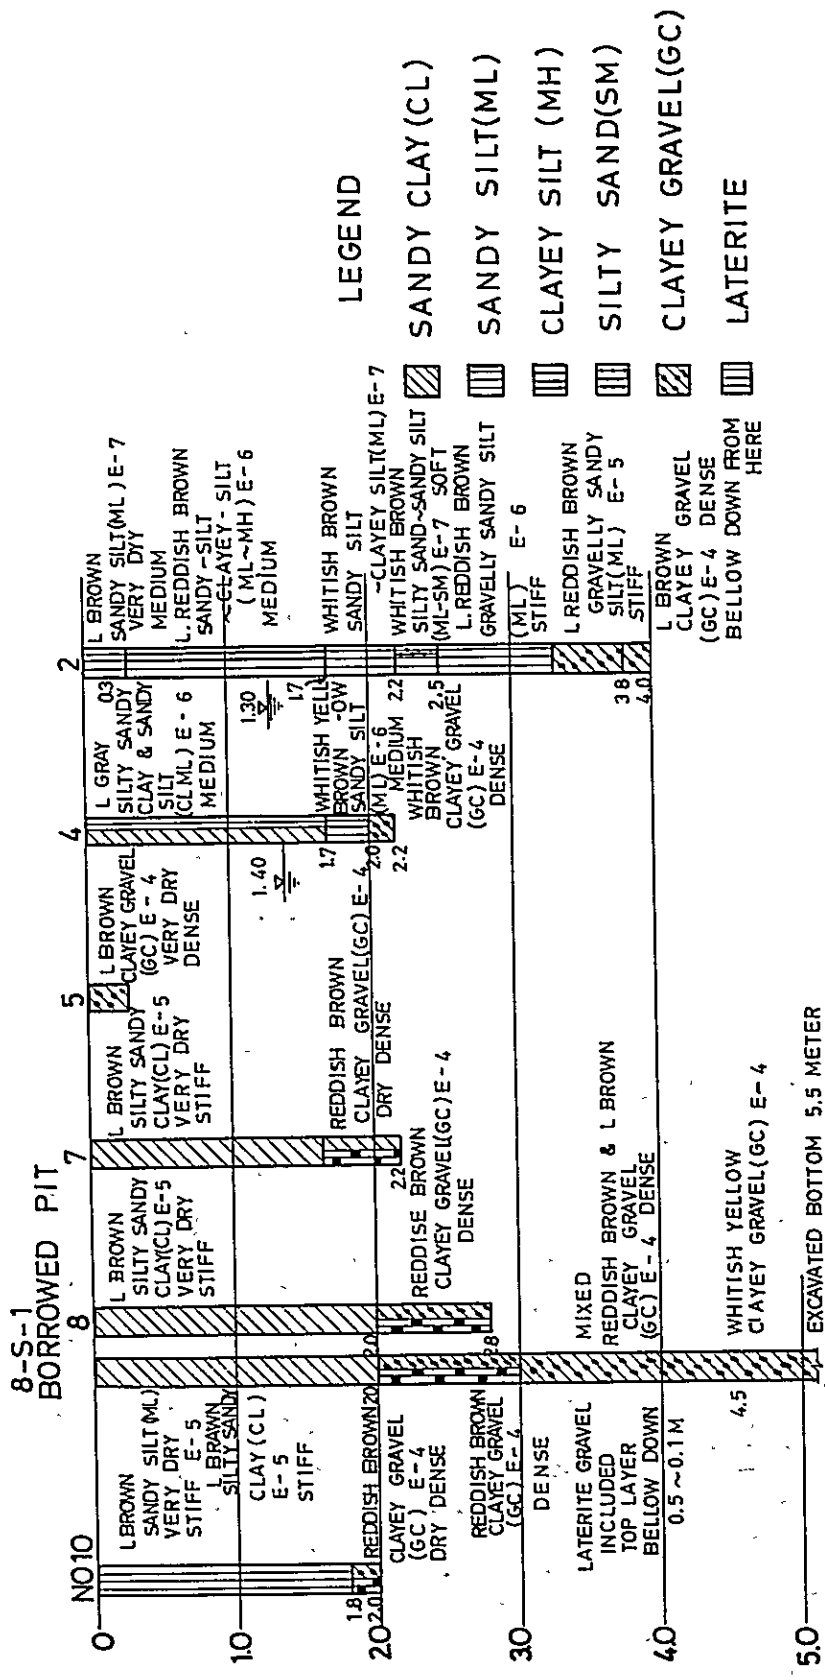 8-S-1
BORROWED PIT
NO10
8
7
5
4
2
0
1.0
2.0
3.0
4.0
5.0
L BROWN
SANDY SILT(ML)
VERY DRY
STIFF E-5
1.8
2.0
REDDISH BROWN
CLAYEY GRAVEL
(GC) E-4
DRY DENSE
L BRAWN
SILTY SANDY
CLAY(CL)
E-5
STIFF
20
REDDISH BROWN
CLAYEY GRAVEL
(GC) E-4
DENSE
LATERITE GRAVEL
INCLUDED
TOP LAYER
BELLOW DOWN
0.5~0.1M
4.5
L BROWN
SILTY SANDY
CLAY(CL) E-5
VERY DRY
STIFF
2.0
2.8
REDDISE BROWN
CLAYEY GRAVEL(GC) E-4
DENSE
MIXED
REDDISH BROWN & L BROWN
CLAYEY GRAVEL
(GC) E-4 DENSE
WHITISH YELLOW
CLAYEY GRAVEL(GC) E-4
EXCAVATED BOTTOM 5.5 METER
L BROWN
SILTY SANDY
CLAY(CL) E-5
VERY DRY
STIFF
2.2
REDDISH BROWN
CLAYEY GRAVEL(GC) E-4
DRY DENSE
L BROWN
CLAYEY GRAVEL
(GC) E-4
VERY DRY
DENSE
1.40
1.7
2.0
2.2
L GRAY
SILTY SANDY
CLAY & SANDY
SILT
(CLML) E-6
MEDIUM
WHITISH YELL
BROWN -OW
SANDY SILT
(ML) E-6
MEDIUM
WHITISH
BROWN
CLAYEY GRAVEL
(GC) E-4
DENSE
1.30
03
1.7
2.2
2.5
3 8
4.0
L BROWN
SANDY SILT(ML) E-7
VERY DYY
MEDIUM
L.REDDISH BROWN
SANDY-SILT
~CLAYEY-SILT
(ML~MH) E-6
MEDIUM
WHITISH BROWN
SANDY SILT
~CLAYEY SILT(ML) E-7
WHITISH BROWN
SILTY SAND-SANDY SILT
(ML-SM) E-7 SOFT
L.REDDISH BROWN
GRAVELLY SANDY SILT
(ML) E-6
STIFF
L REDDISH BROWN
GRAVELLY SANDY
SILT(ML) E-5
STIFF
L BROWN
CLAYEY GRAVEL
(GC) E-4 DENSE
BELLOW DOWN FROM
HERE
LEGEND
SANDY CLAY(CL)
SANDY SILT(ML)
CLAYEY SILT (MH)
SILTY SAND(SM)
CLAYEY GRAVEL(GC)
LATERITE